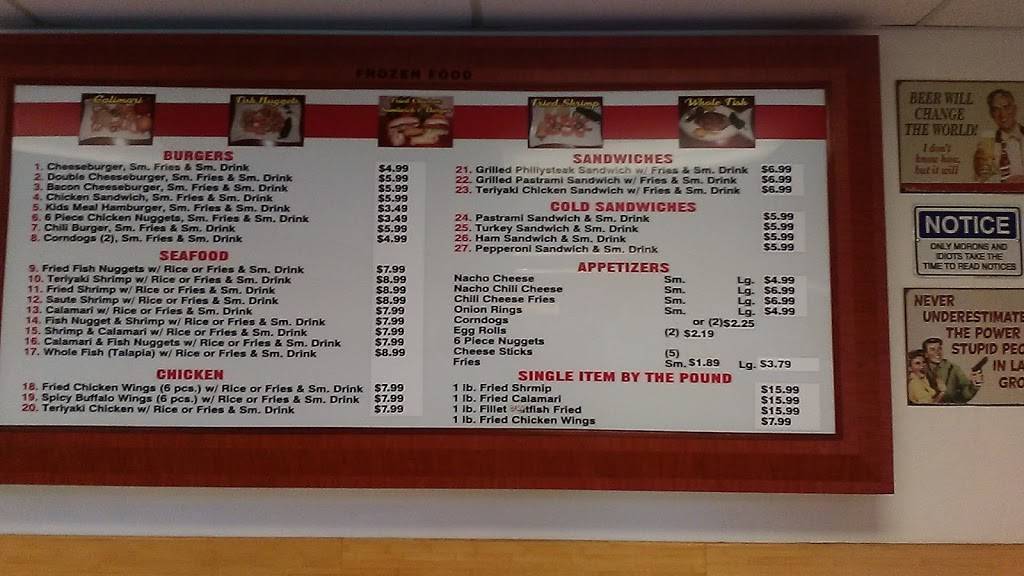 FROZEN FOOD
Calimari
Fish Nuggets
Fried Chicken
Sandwich
Fried Shrimp
Whole Fish
BURGERS
1. Cheeseburger, Sm. Fries & Sm. Drink $4.99
2. Double Cheeseburger, Sm. Fries & Sm. Drink $5.99
3. Bacon Cheeseburger, Sm. Fries & Sm. Drink $5.99
4. Chicken Sandwich, Sm. Fries & Sm. Drink $5.99
5. Kids Meal Hamburger, Sm. Fries & Sm. Drink $3.49
6. 6 Piece Chicken Nuggets, Sm. Fries & Sm. Drink $3.49
7. Chili Burger, Sm. Fries & Sm. Drink $5.99
8. Corndogs (2), Sm. Fries & Sm. Drink $4.99
SEAFOOD
9. Fried Fish Nuggets w/ Rice or Fries & Sm. Drink $7.99
10. Teriyaki Shrimp w/ Rice or Fries & Sm. Drink $8.99
11. Fried Shrimp w/ Rice or Fries & Sm. Drink $8.99
12. Saute Shrimp w/ Rice or Fries & Sm. Drink $8.99
13. Calamari w/ Rice or Fries & Sm. Drink $7.99
14. Fish Nugget & Shrimp w/ Rice or Fries & Sm. Drink $7.99
15. Shrimp & Calamari w/ Rice or Fries & Sm. Drink $7.99
16. Calamari & Fish Nuggets w/ Rice or Fries & Sm. Drink $7.99
17. Whole Fish (Talapia) w/ Rice or Fries & Sm. Drink $8.99
CHICKEN
18. Fried Chicken Wings (6 pcs.) w/ Rice or Fries & Sm. Drink $7.99
19. Spicy Buffalo Wings (6 pcs.) w/ Rice or Fries & Sm. Drink $7.99
20. Teriyaki Chicken w/ Rice or Fries & Sm. Drink $7.99
SANDWICHES
21. Grilled Phillysteak Sandwich w/ Fries & Sm. Drink $6.99
22. Grilled Pastrami Sandwich w/ Fries & Sm. Drink $6.99
23. Teriyaki Chicken Sandwich w/ Fries & Sm. Drink $6.99
COLD SANDWICHES
24. Pastrami Sandwich & Sm. Drink $5.99
25. Turkey Sandwich & Sm. Drink $5.99
26. Ham Sandwich & Sm. Drink $5.99
27. Pepperoni Sandwich & Sm. Drink $5.99
APPETIZERS
Nacho Cheese Sm. Lg. $4.99
Nacho Chili Cheese Sm. Lg. $6.99
Chili Cheese Fries Sm. Lg. $6.99
Onion Rings Sm. Lg. $4.99
Corndogs or (2) $2.25
Egg Rolls (2) $2.19
6 Piece Nuggets
Cheese Sticks (5)
Fries Sm. $1.89 Lg. $3.79
SINGLE ITEM BY THE POUND
1 lb. Fried Shrmip $15.99
1 lb. Fried Calamari $15.99
1 lb. Fillet Fried $15.99
1 lb. Fried Chicken Wings $7.99
BEER WILL
CHANGE
THE WORLD!
I don't
know how,
but it will
NOTICE
ONLY MORONS AND
IDIOTS TAKE THE
TIME TO READ NOTICES
NEVER
UNDERESTIMATE
THE POWER
STUPID PEO
IN LA
GRO